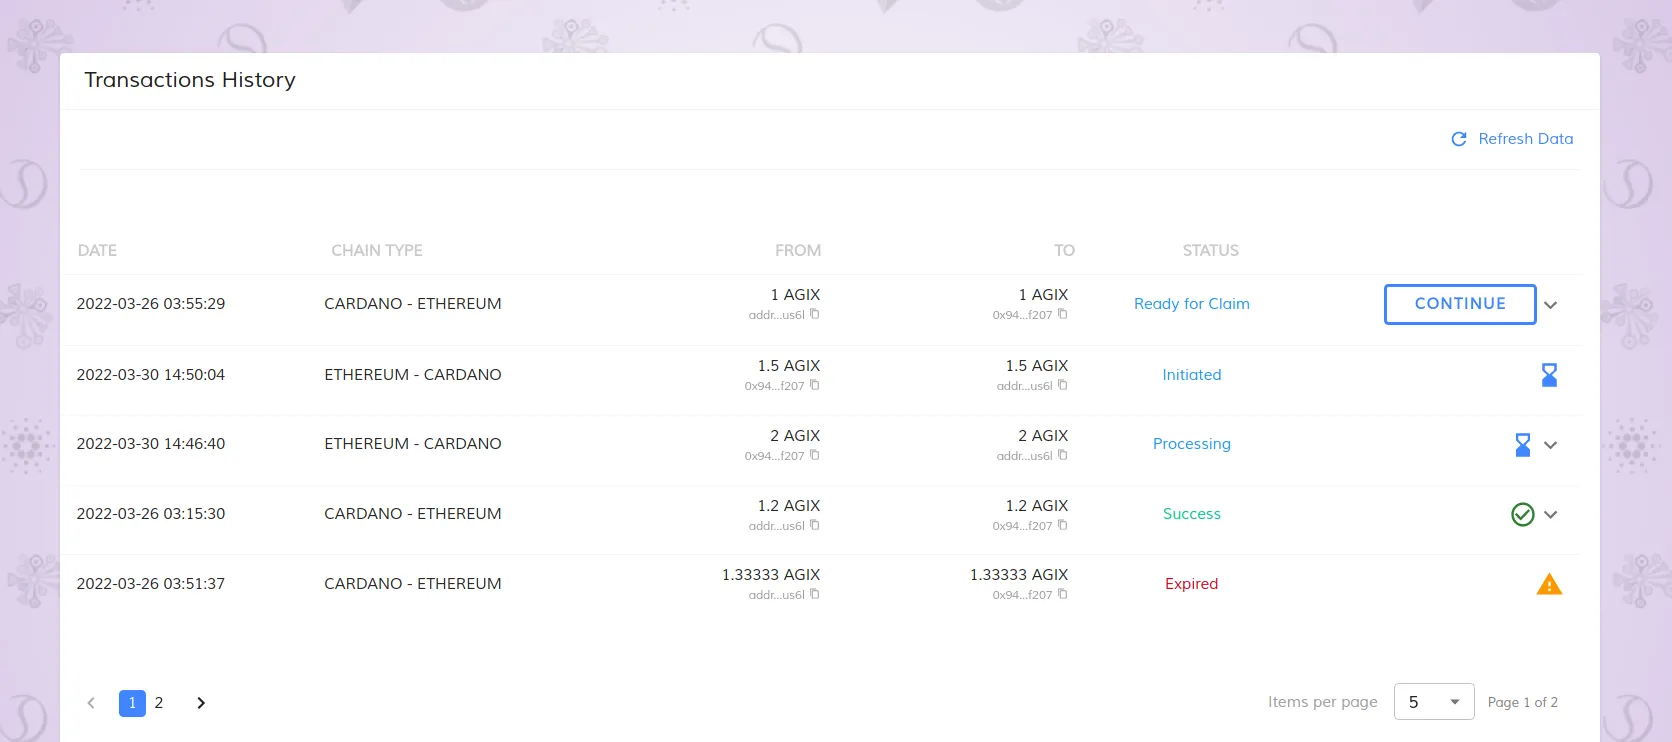 Transactions History
Refresh Data
DATE CHAIN TYPE FROM TO STATUS
2022-03-26 03:55:29 CARDANO - ETHEREUM 1 AGIX 1 AGIX Ready for Claim CONTINUE
addr...us6l 0x94...f207
2022-03-30 14:50:04 ETHEREUM - CARDANO 1.5 AGIX 1.5 AGIX Initiated
0x94...f207 addr...us6l
2022-03-30 14:46:40 ETHEREUM - CARDANO 2 AGIX 2 AGIX Processing
0x94...f207 addr...us6l
2022-03-26 03:15:30 CARDANO - ETHEREUM 1.2 AGIX 1.2 AGIX Success
addr...us6l 0x94...f207
2022-03-26 03:51:37 CARDANO - ETHEREUM 1.33333 AGIX 1.33333 AGIX Expired
addr...us6l 0x94...f207
1 2 Items per page 5 Page 1 of 2